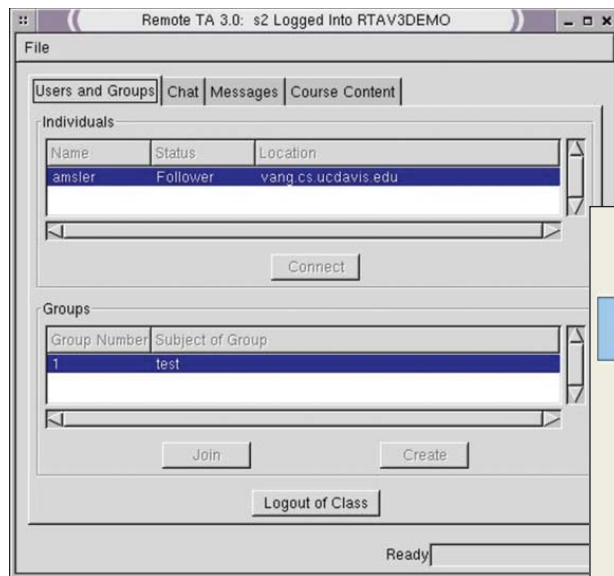 Remote TA 3.0: s2 Logged Into RTAV3DEMO
File
Users and Groups Chat Messages Course Content
Individuals
Name Status Location
amsler Follower vang.cs.ucdavis.edu
Connect
Groups
Group Number Subject of Group
1 test
Join Create
Logout of Class
Ready